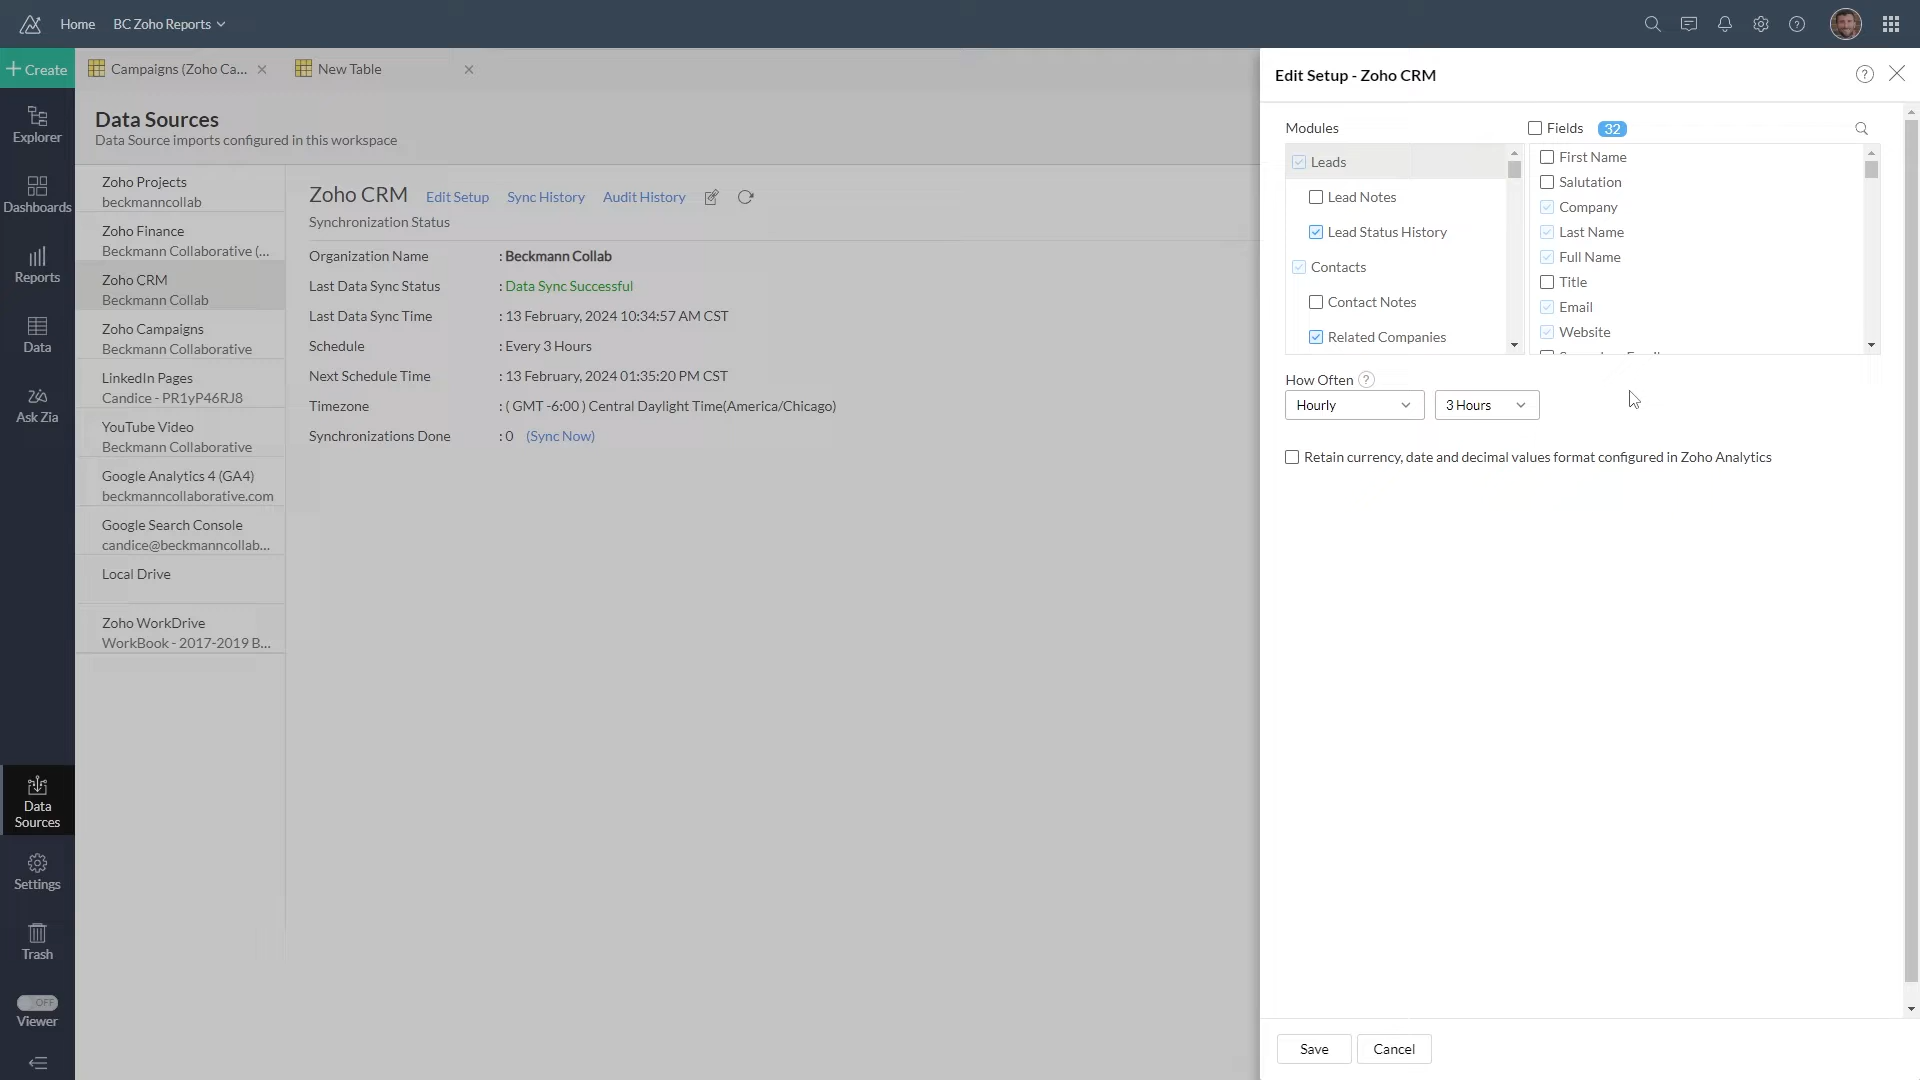 Home BC Zoho Reports
+ Create
Campaigns (Zoho Ca... New Table
Explorer
Dashboards
Reports
Data
Ask Zia
Data
Sources
Settings
Trash
OFF
Viewer
Data Sources
Data Source imports configured in this workspace
Zoho Projects
beckmanncollab
Zoho Finance
Beckmann Collaborative (...
Zoho CRM
Beckmann Collab
Zoho Campaigns
Beckmann Collaborative
LinkedIn Pages
Candice - PR1yP46RJ8
YouTube Video
Beckmann Collaborative
Google Analytics 4 (GA4)
beckmanncollaborative.com
Google Search Console
candice@beckmanncollab...
Local Drive
Zoho WorkDrive
WorkBook - 2017-2019 B...
Zoho CRM Edit Setup Sync History Audit History
Synchronization Status
Organization Name : Beckmann Collab
Last Data Sync Status : Data Sync Successful
Last Data Sync Time : 13 February, 2024 10:34:57 AM CST
Schedule : Every 3 Hours
Next Schedule Time : 13 February, 2024 01:35:20 PM CST
Timezone : ( GMT -6:00 ) Central Daylight Time(America/Chicago)
Synchronizations Done : 0 (Sync Now)
Edit Setup - Zoho CRM
Modules
Leads
Lead Notes
Lead Status History
Contacts
Contact Notes
Related Companies
Fields 32
First Name
Salutation
Company
Last Name
Full Name
Title
Email
Website
How Often
Hourly 3 Hours
Retain currency, date and decimal values format configured in Zoho Analytics
Save Cancel